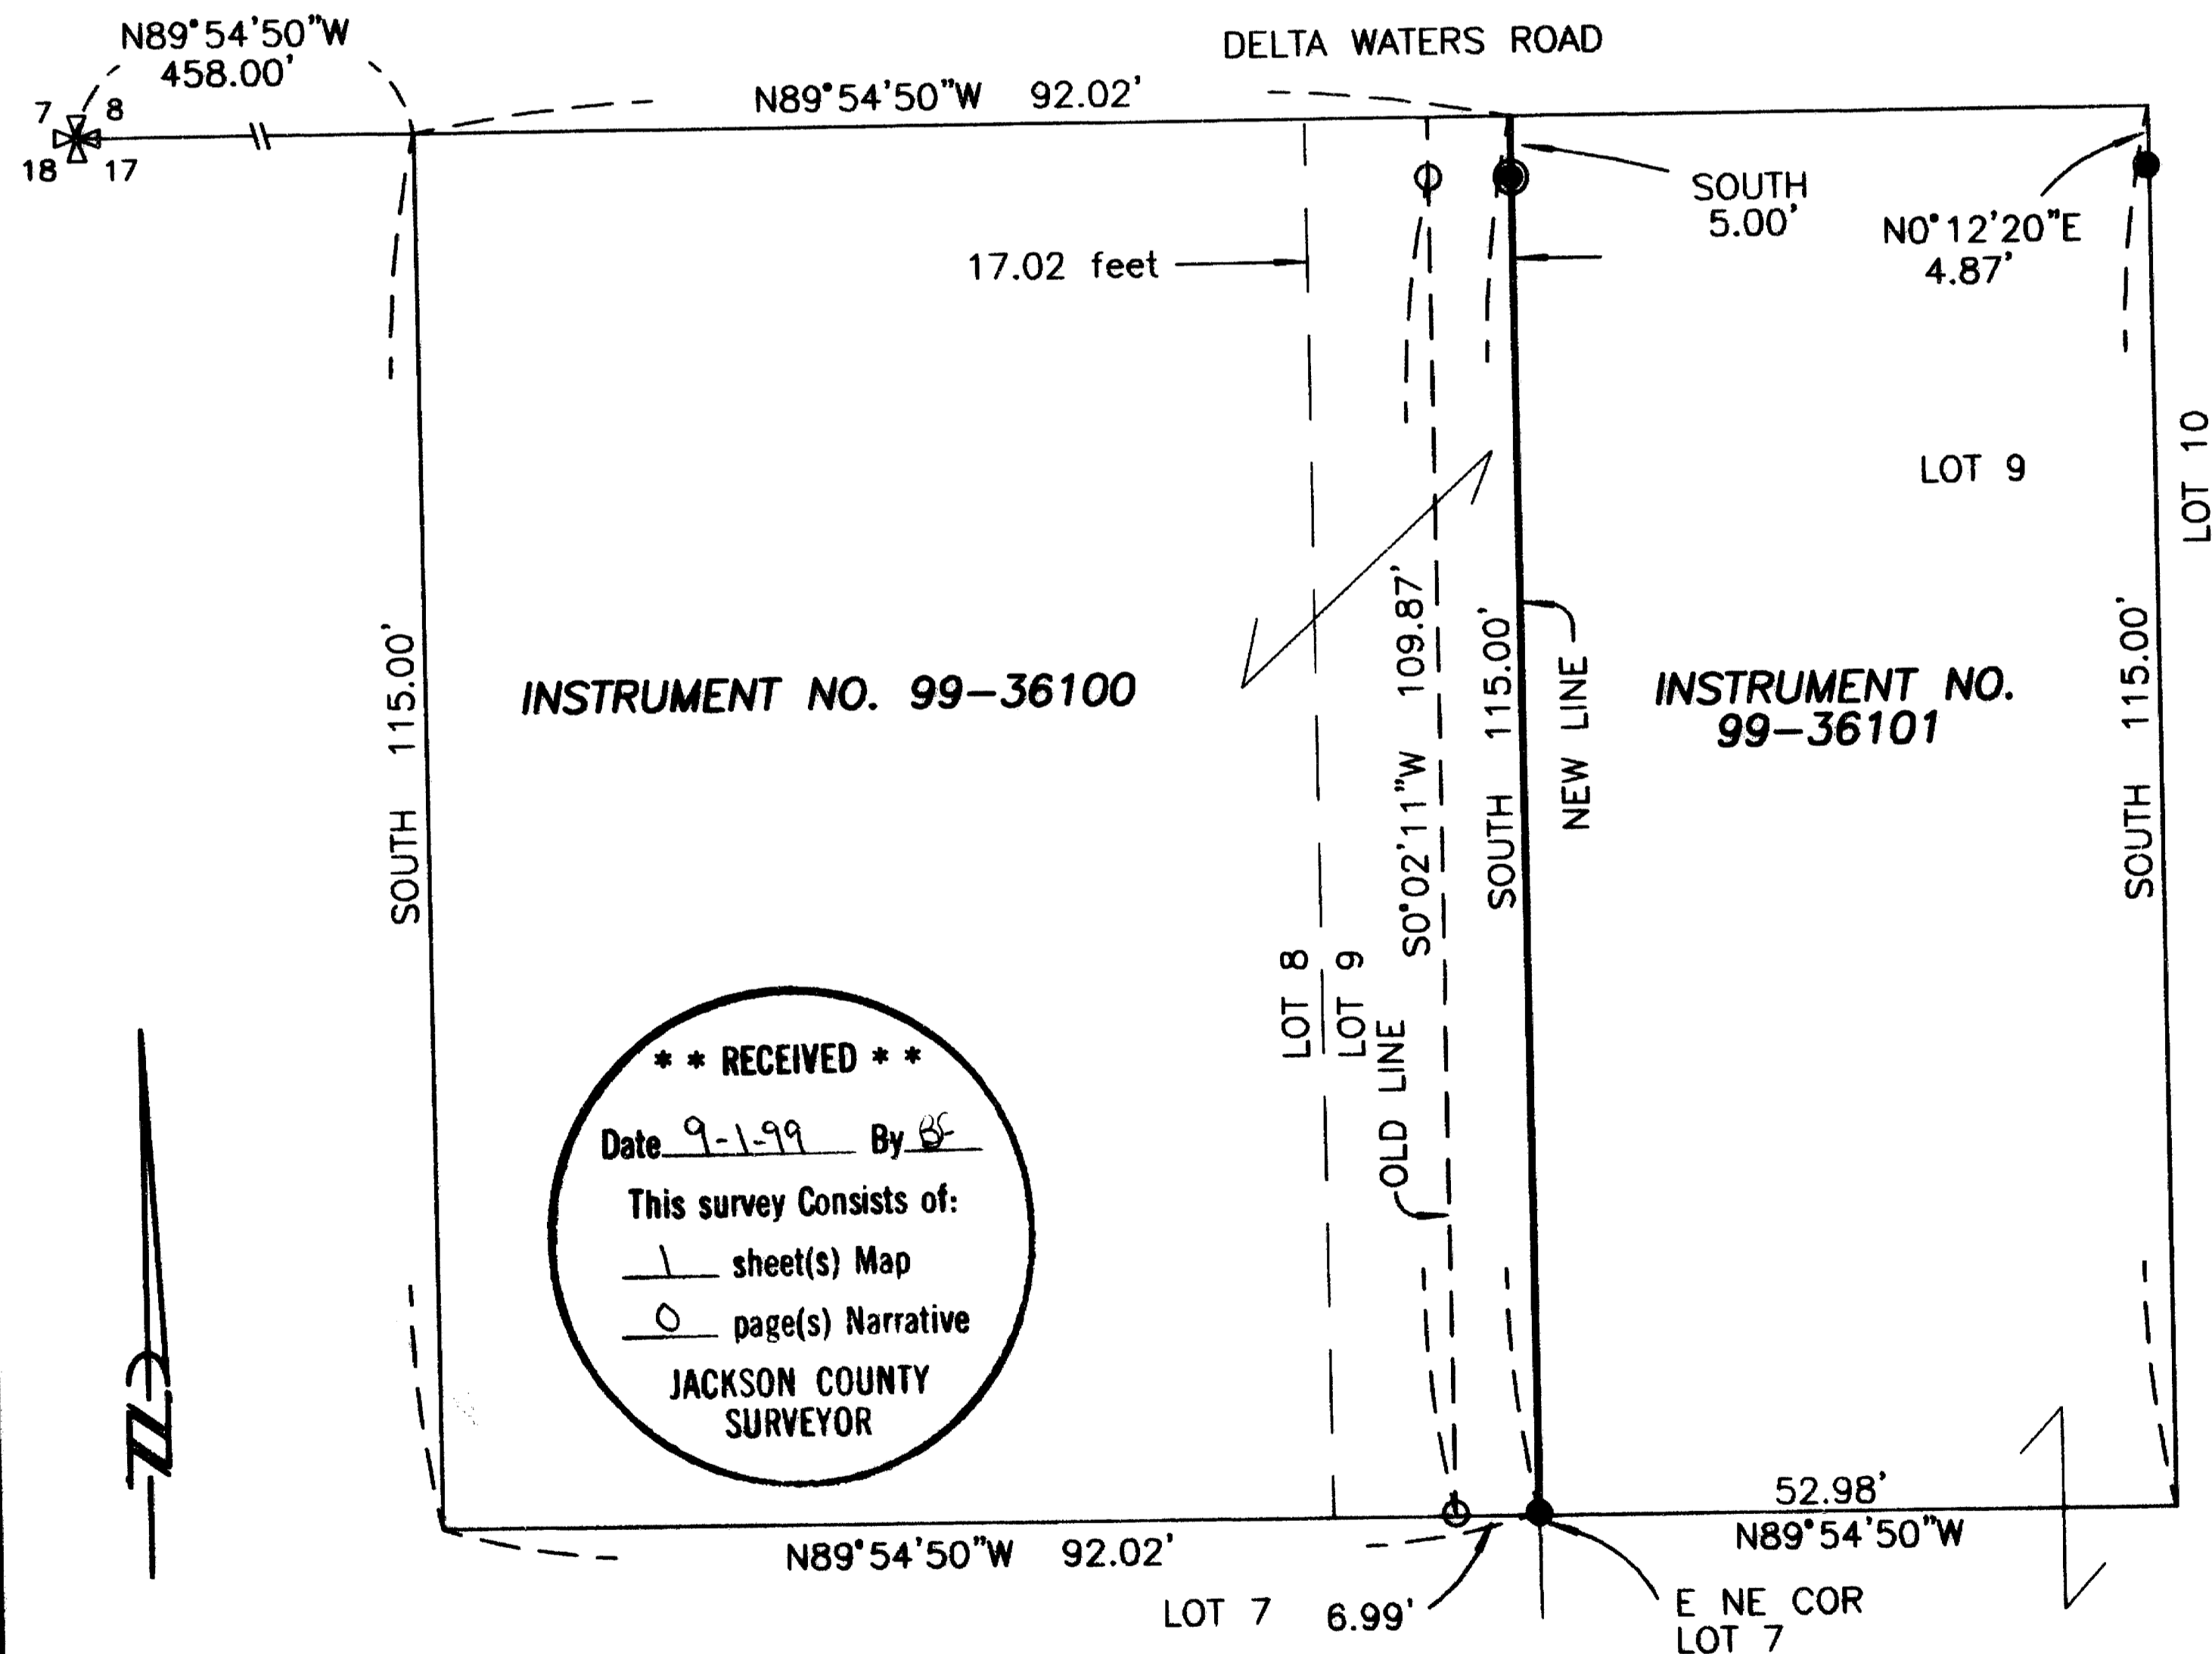 N89°54'50"W
458.00'
DELTA WATERS ROAD
N89°54'50"W 92.02'
7 8
18 17
SOUTH
5.00'
N0°12'20"E
4.87'
17.02 feet
LOT 9
LOT 10
SOUTH 115.00'
INSTRUMENT NO. 99-36100
S0°02'11"W 109.87'
SOUTH 115.00'
NEW LINE
INSTRUMENT NO.
99-36101
SOUTH 115.00'
LOT 8
LOT 9
OLD LINE
* * RECEIVED * *
Date 9-1-99 By BF
This survey Consists of:
1 sheet(s) Map
0 page(s) Narrative
JACKSON COUNTY
SURVEYOR
N
52.98'
N89°54'50"W
N89°54'50"W 92.02'
LOT 7 6.99'
E NE COR
LOT 7